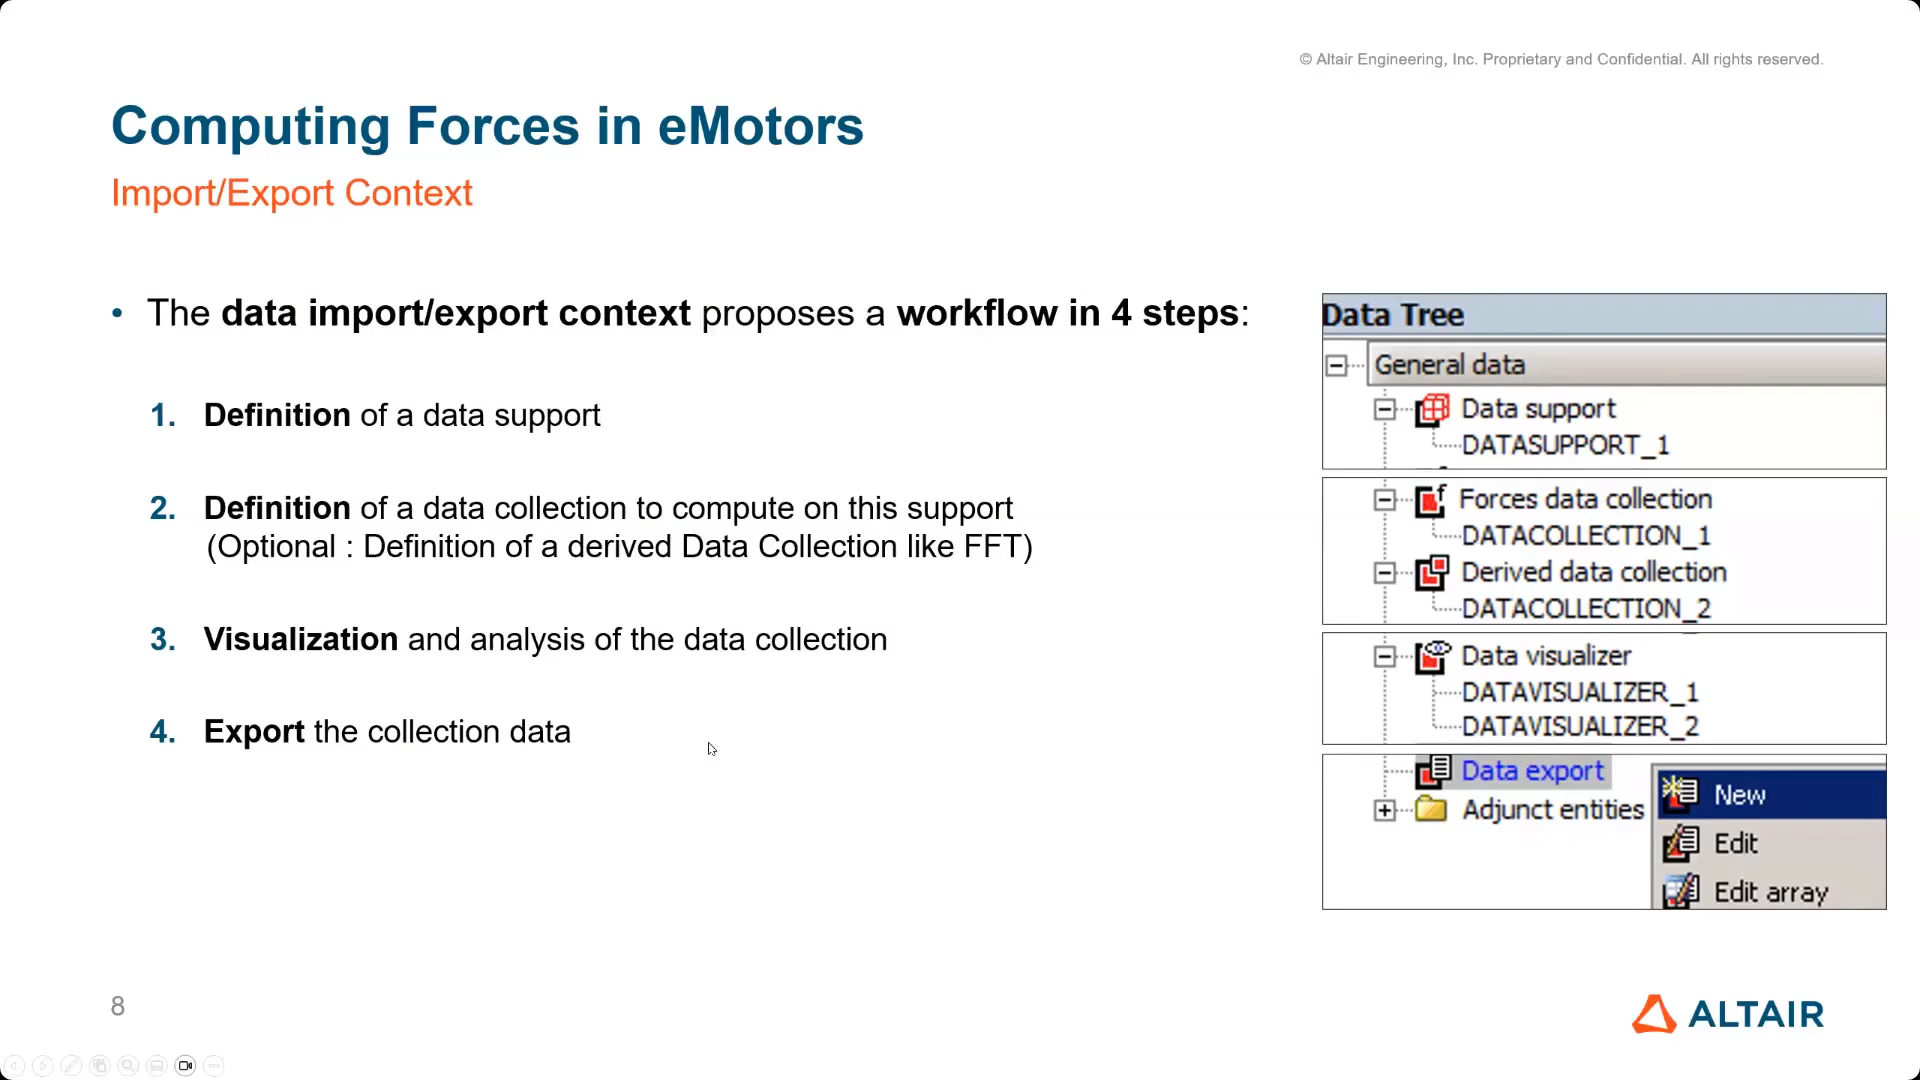 © Altair Engineering, Inc. Proprietary and Confidential. All rights reserved.
Computing Forces in eMotors
Import/Export Context
• The data import/export context proposes a workflow in 4 steps:
1. Definition of a data support
2. Definition of a data collection to compute on this support
(Optional : Definition of a derived Data Collection like FFT)
3. Visualization and analysis of the data collection
4. Export the collection data
Data Tree
General data
Data support
DATASUPPORT_1
Forces data collection
DATACOLLECTION_1
Derived data collection
DATACOLLECTION_2
Data visualizer
DATAVISUALIZER_1
DATAVISUALIZER_2
Data export
Adjunct entities
New
Edit
Edit array
8
ALTAIR